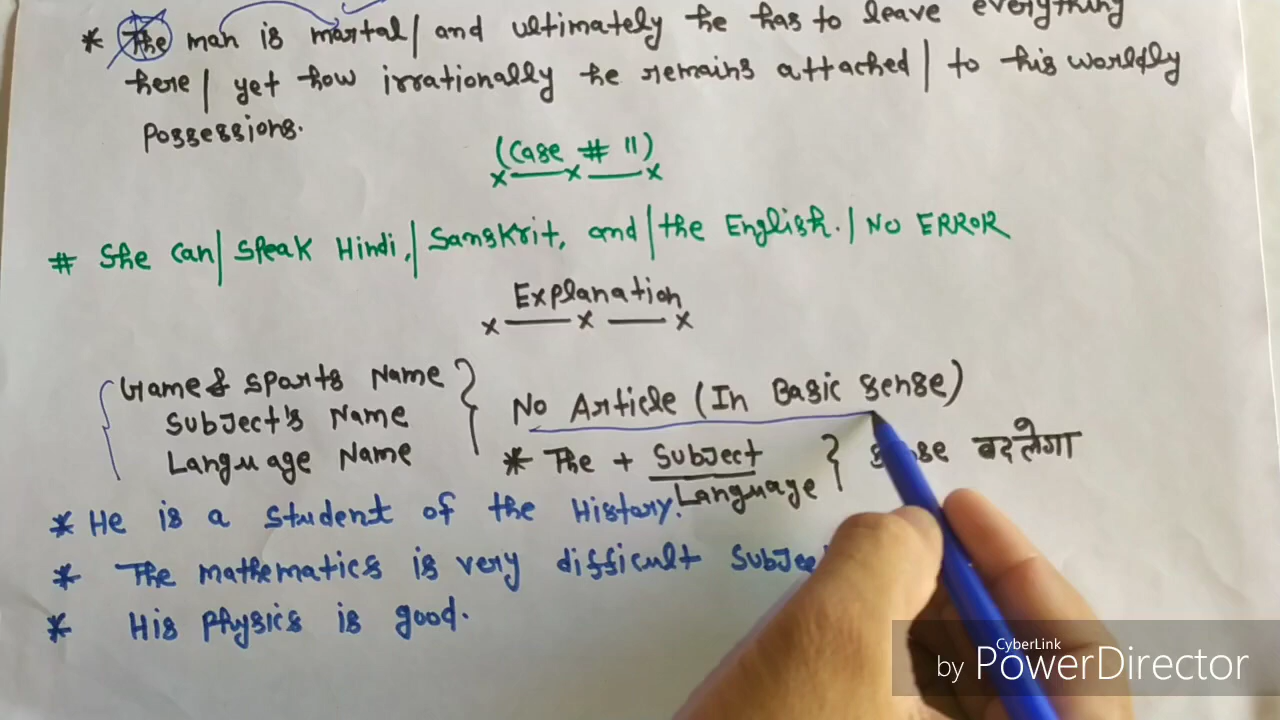 * The man is martal/ and ultimately he has to leave everything
here/ yet how irrationally he remains attached/ to his worldly
Possessions.
(Case # 11)
x — x — x
# She can/ speak Hindi,/ Sanskrit, and/ the English./ NO ERROR
Explanation
x — x — x
Game & sports Name
Subject's Name
Language Name
No Article (In Basic sense)
* The + Subject
Language
बदलेगा
* He is a student of the History.
* The mathematics is very difficult
* His Physics is good.
CyberLink
by PowerDirector